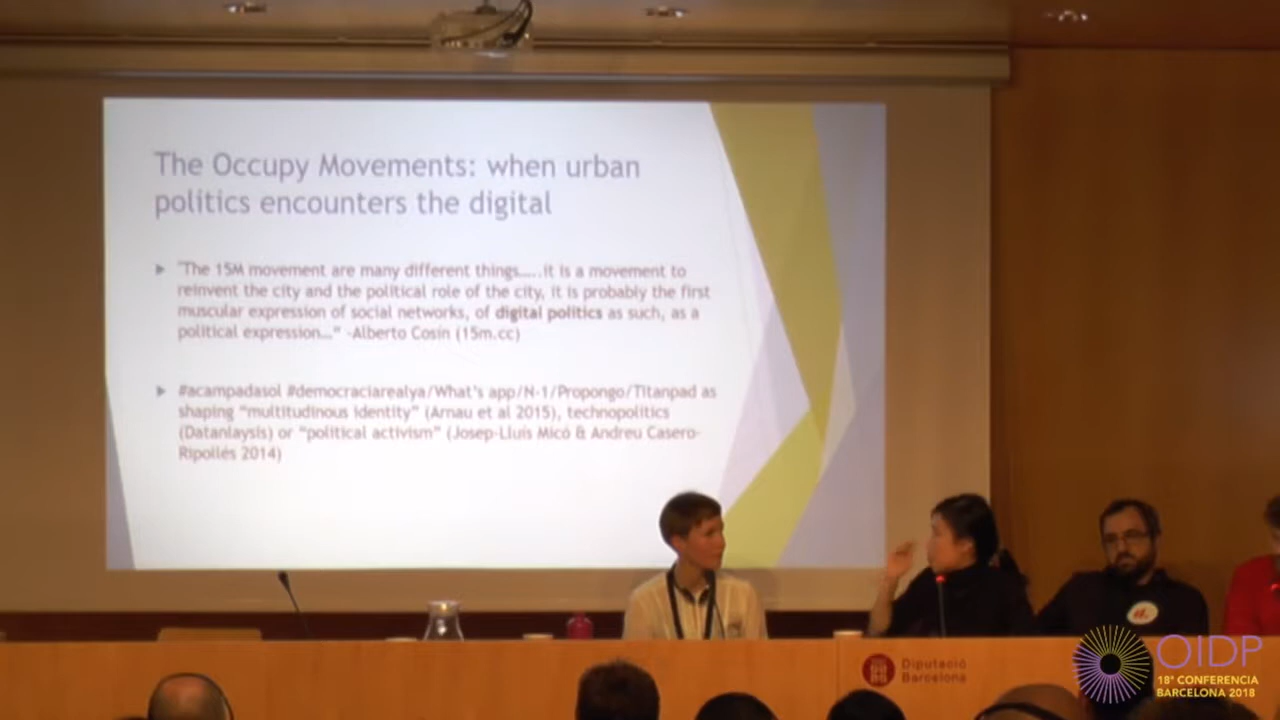 The Occupy Movements: when urban
politics encounters the digital
"The 15M movement are many different things.....it is a movement to
reinvent the city and the political role of the city, it is probably the first
muscular expression of social networks, of digital politics as such, as a
political expression…" -Alberto Cosín (15m.cc)
#acampadasol #democraciarealya/What's app/N-1/Propongo/Titanpad as
shaping "multitudinous identity" (Arnau et al 2015), technopolitics
(Datanlaysis) or "political activism" (Josep-Lluís Micó & Andreu Casero-
Ripollés 2014)
Diputació
Barcelona
OIDP
18ª CONFERENCIA
BARCELONA 2018